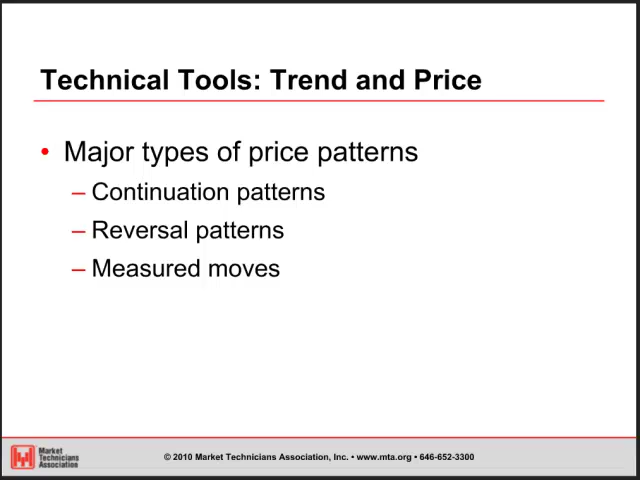 Technical Tools: Trend and Price
• Major types of price patterns
– Continuation patterns
– Reversal patterns
– Measured moves
Market
Technicians
Association
© 2010 Market Technicians Association, Inc. • www.mta.org • 646-652-3300